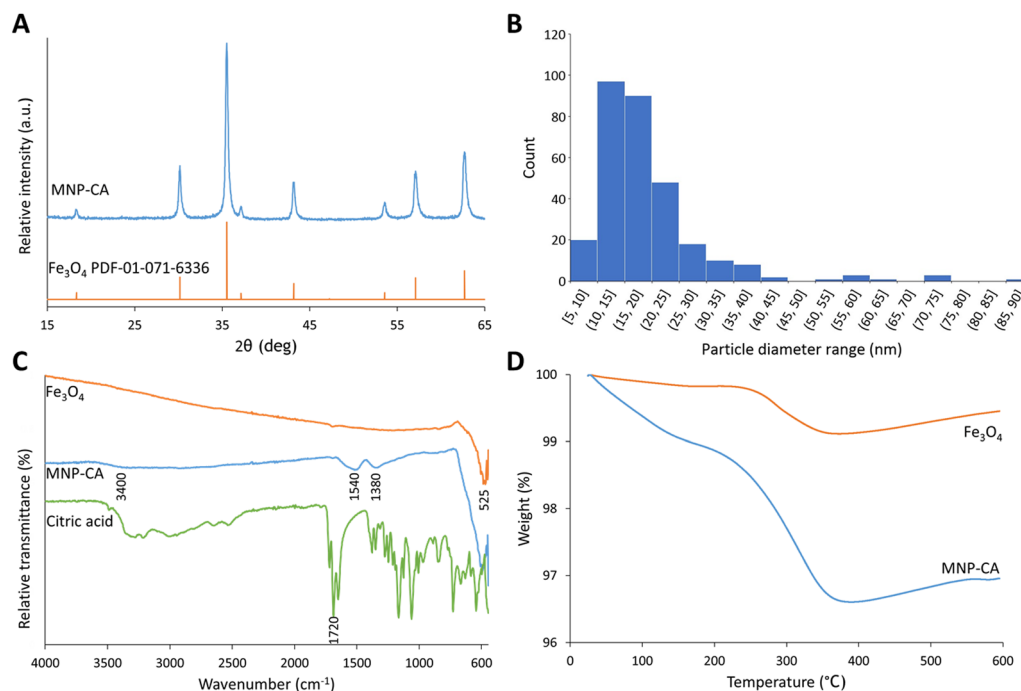 A
Relative intensity (a.u.)
MNP-CA
Fe₃O₄ PDF-01-071-6336
15 25 35 45 55 65
2θ (deg)
B
Count
120
100
80
60
40
20
0
[5, 10] (10, 15] (15, 20] (20, 25] (25, 30] (30, 35] (35, 40] (40, 45] (45, 50] (50, 55] (55, 60] (60, 65] (65, 70] (70, 75] (75, 80] (80, 85] (85, 90]
Particle diameter range (nm)
C
Relative transmittance (%)
Fe₃O₄
MNP-CA
Citric acid
3400
1540
1380
525
1720
4000 3500 3000 2500 2000 1500 1000 600
Wavenumber (cm⁻¹)
D
Weight (%)
100
99
98
97
96
Fe₃O₄
MNP-CA
0 100 200 300 400 500 600
Temperature (°C)